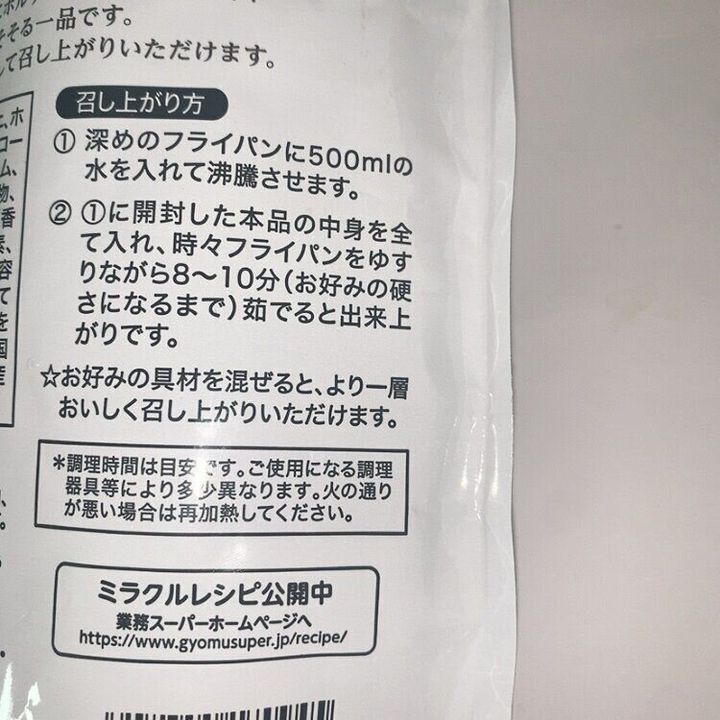 そそる一品です。
して召し上がりいただけます。
召し上がり方
① 深めのフライパンに500mlの
水を入れて沸騰させます。
② ①に開封した本品の中身を全
て入れ、時々フライパンをゆす
りながら8〜10分(お好みの硬
さになるまで)茹でると出来上
がりです。
☆お好みの具材を混ぜると、より一層
おいしく召し上がりいただけます。
*調理時間は目安です。ご使用になる調理
器具等により多少異なります。火の通り
が悪い場合は再加熱してください。
ミラクルレシピ公開中
業務スーパーホームページへ
https://www.gyomusuper.jp/recipe/